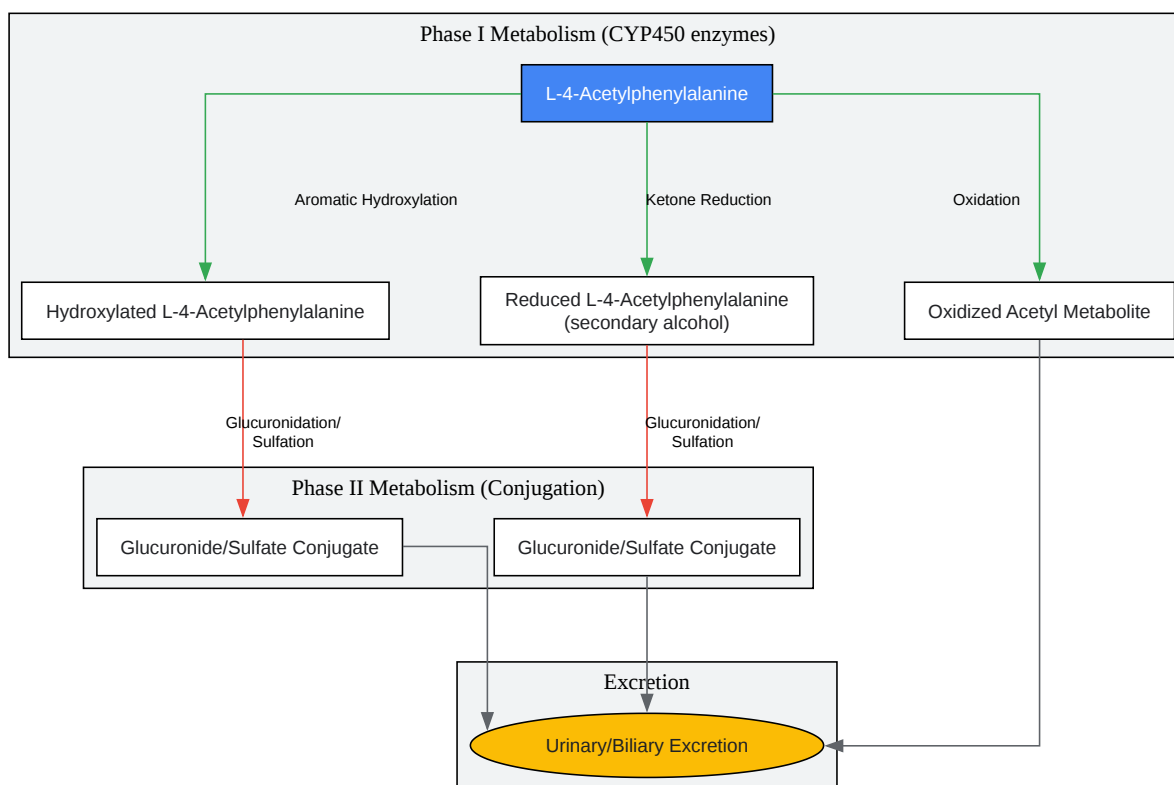 Phase I Metabolism (CYP450 enzymes)
L-4-Acetylphenylalanine
Aromatic Hydroxylation
Ketone Reduction
Oxidation
Hydroxylated L-4-Acetylphenylalanine
Reduced L-4-Acetylphenylalanine
(secondary alcohol)
Oxidized Acetyl Metabolite
Glucuronidation/
Sulfation
Glucuronidation/
Sulfation
Phase II Metabolism (Conjugation)
Glucuronide/Sulfate Conjugate
Glucuronide/Sulfate Conjugate
Excretion
Urinary/Biliary Excretion